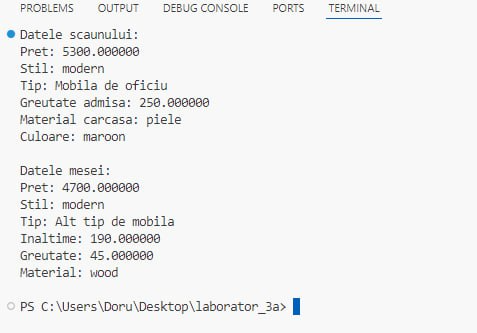 PROBLEMS OUTPUT DEBUG CONSOLE PORTS TERMINAL
Datele scaunului:
Pret: 5300.000000
Stil: modern
Tip: Mobila de oficiu
Greutate admisa: 250.000000
Material carcasa: piele
Culoare: maroon
Datele mesei:
Pret: 4700.000000
Stil: modern
Tip: Alt tip de mobila
Inaltime: 190.000000
Greutate: 45.000000
Material: wood
PS C:\Users\Doru\Desktop\laborator_3a>